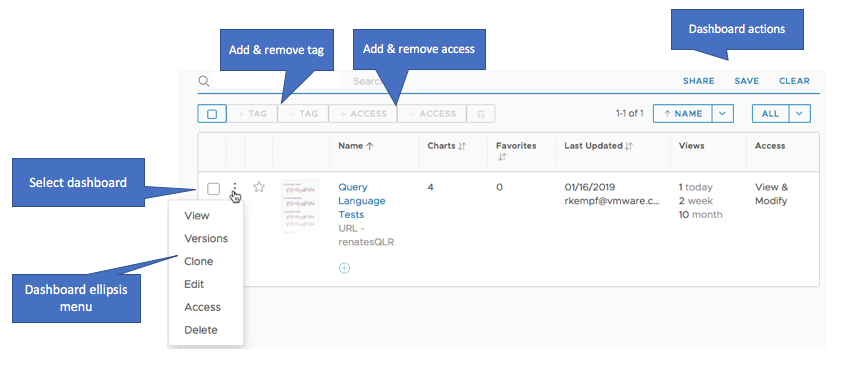 Dashboard actions
Add & remove tag
Add & remove access
Search
SHARE SAVE CLEAR
+ TAG - TAG + ACCESS - ACCESS
1-1 of 1 ↑ NAME ALL
Name ↑ Charts Favorites Last Updated Views Access
Select dashboard
Query
Language
Tests
URL -
renatesQLR
4
0
01/16/2019
rkempf@vmware.c...
1 today
2 week
10 month
View &
Modify
View
Versions
Clone
Edit
Access
Delete
Dashboard ellipsis
menu